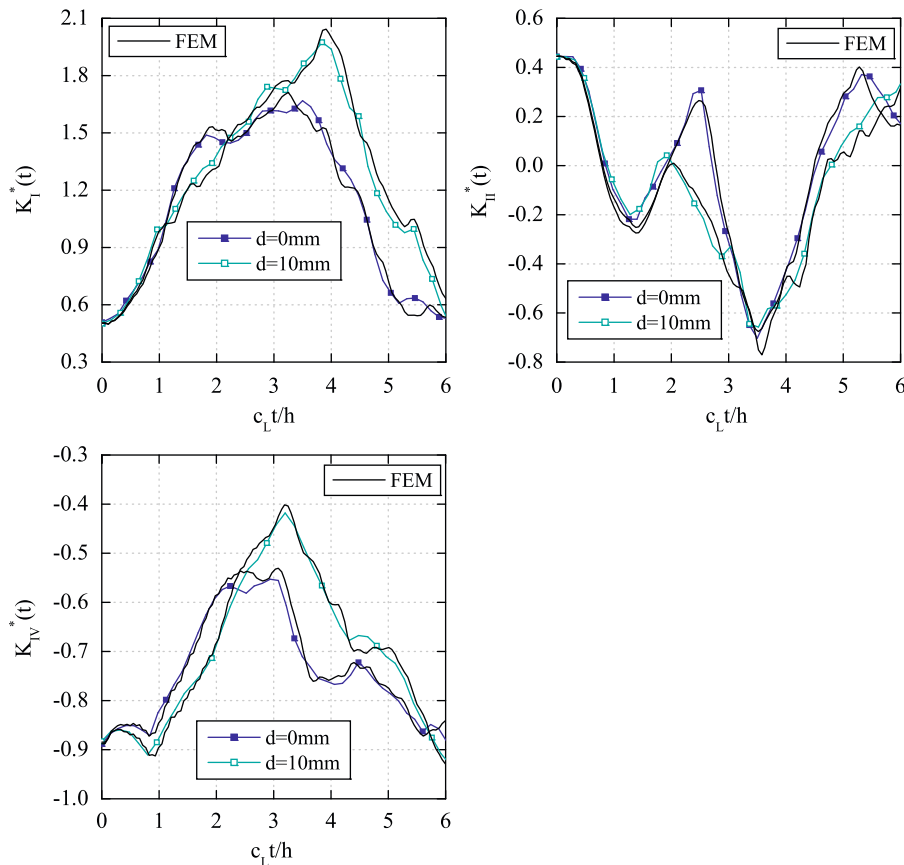 2.1
1.8
1.5
1.2
0.9
0.6
0.3
K_I^*(t)
FEM
d=0mm
d=10mm
0 1 2 3 4 5 6
c_L t/h
0.4
0.2
0.0
-0.2
-0.4
-0.6
-0.8
K_II^*(t)
FEM
d=0mm
d=10mm
0 1 2 3 4 5 6
c_L t/h
-0.3
-0.4
-0.5
-0.6
-0.7
-0.8
-0.9
-1.0
K_IV^*(t)
FEM
d=0mm
d=10mm
0 1 2 3 4 5 6
c_L t/h